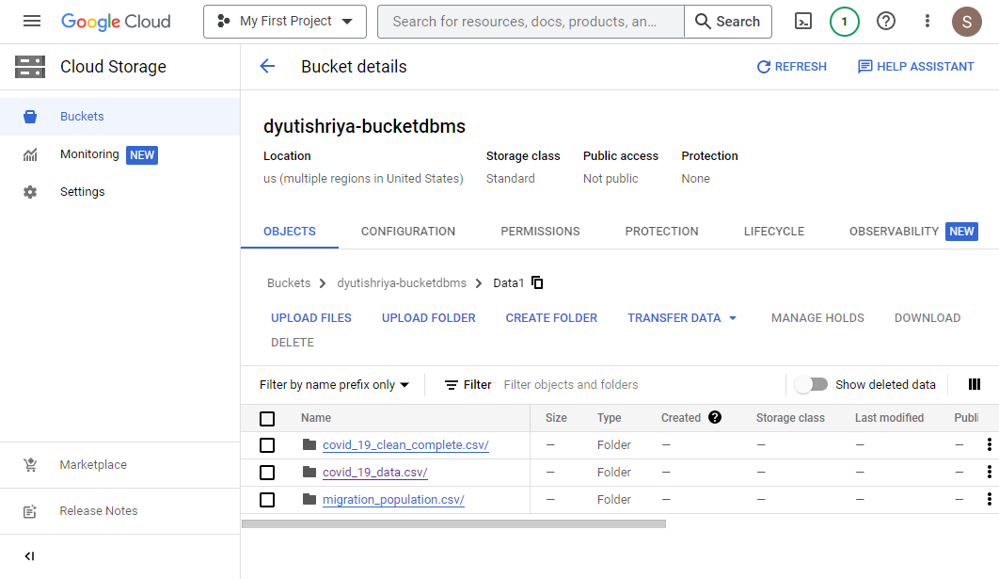 Google Cloud My First Project Search for resources, docs, products, an... Search 1 S
Cloud Storage
Bucket details REFRESH HELP ASSISTANT
Buckets
Monitoring NEW
Settings
Marketplace
Release Notes
dyutishriya-bucketdbms
Location Storage class Public access Protection
us (multiple regions in United States) Standard Not public None
OBJECTS CONFIGURATION PERMISSIONS PROTECTION LIFECYCLE OBSERVABILITY NEW
Buckets > dyutishriya-bucketdbms > Data1
UPLOAD FILES UPLOAD FOLDER CREATE FOLDER TRANSFER DATA MANAGE HOLDS DOWNLOAD
DELETE
Filter by name prefix only Filter Filter objects and folders Show deleted data
Name Size Type Created ? Storage class Last modified Publi
covid_19_clean_complete.csv/ — Folder — — — —
covid_19_data.csv/ — Folder — — — —
migration_population.csv/ — Folder — — — —